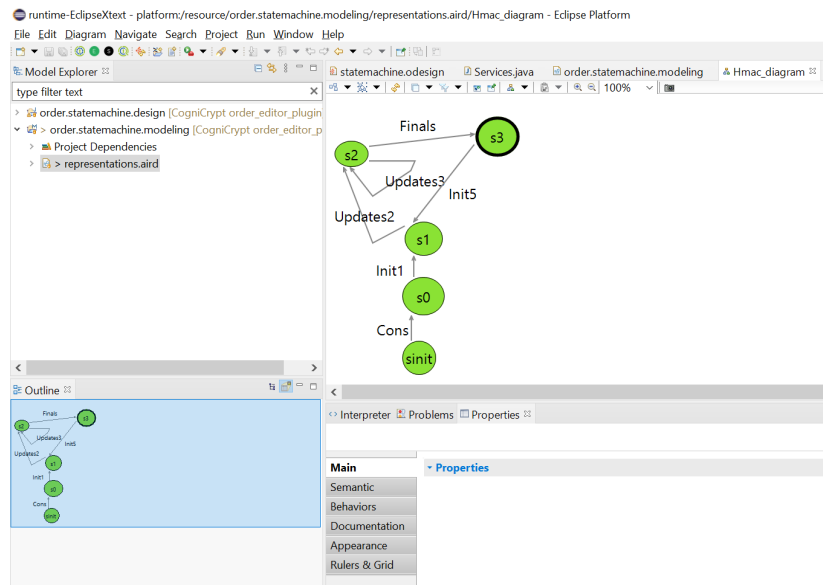 runtime-EclipseXtext - platform:/resource/order.statemachine.modeling/representations.aird/Hmac_diagram - Eclipse Platform
File Edit Diagram Navigate Search Project Run Window Help
Model Explorer
type filter text
> order.statemachine.design [CogniCrypt order_editor_plugin
> order.statemachine.modeling [CogniCrypt order_editor_p
Project Dependencies
> representations.aird
statemachine.odesign Services.java order.statemachine.modeling Hmac_diagram
100%
Finals
s3
s2
Updates3
Init5
Updates2
s1
Init1
s0
Cons
sinit
Outline
Finals
s3
s2
Updates3
Init5
Updates2
s1
Init1
s0
Cons
sinit
Interpreter Problems Properties
Main
Properties
Semantic
Behaviors
Documentation
Appearance
Rulers & Grid